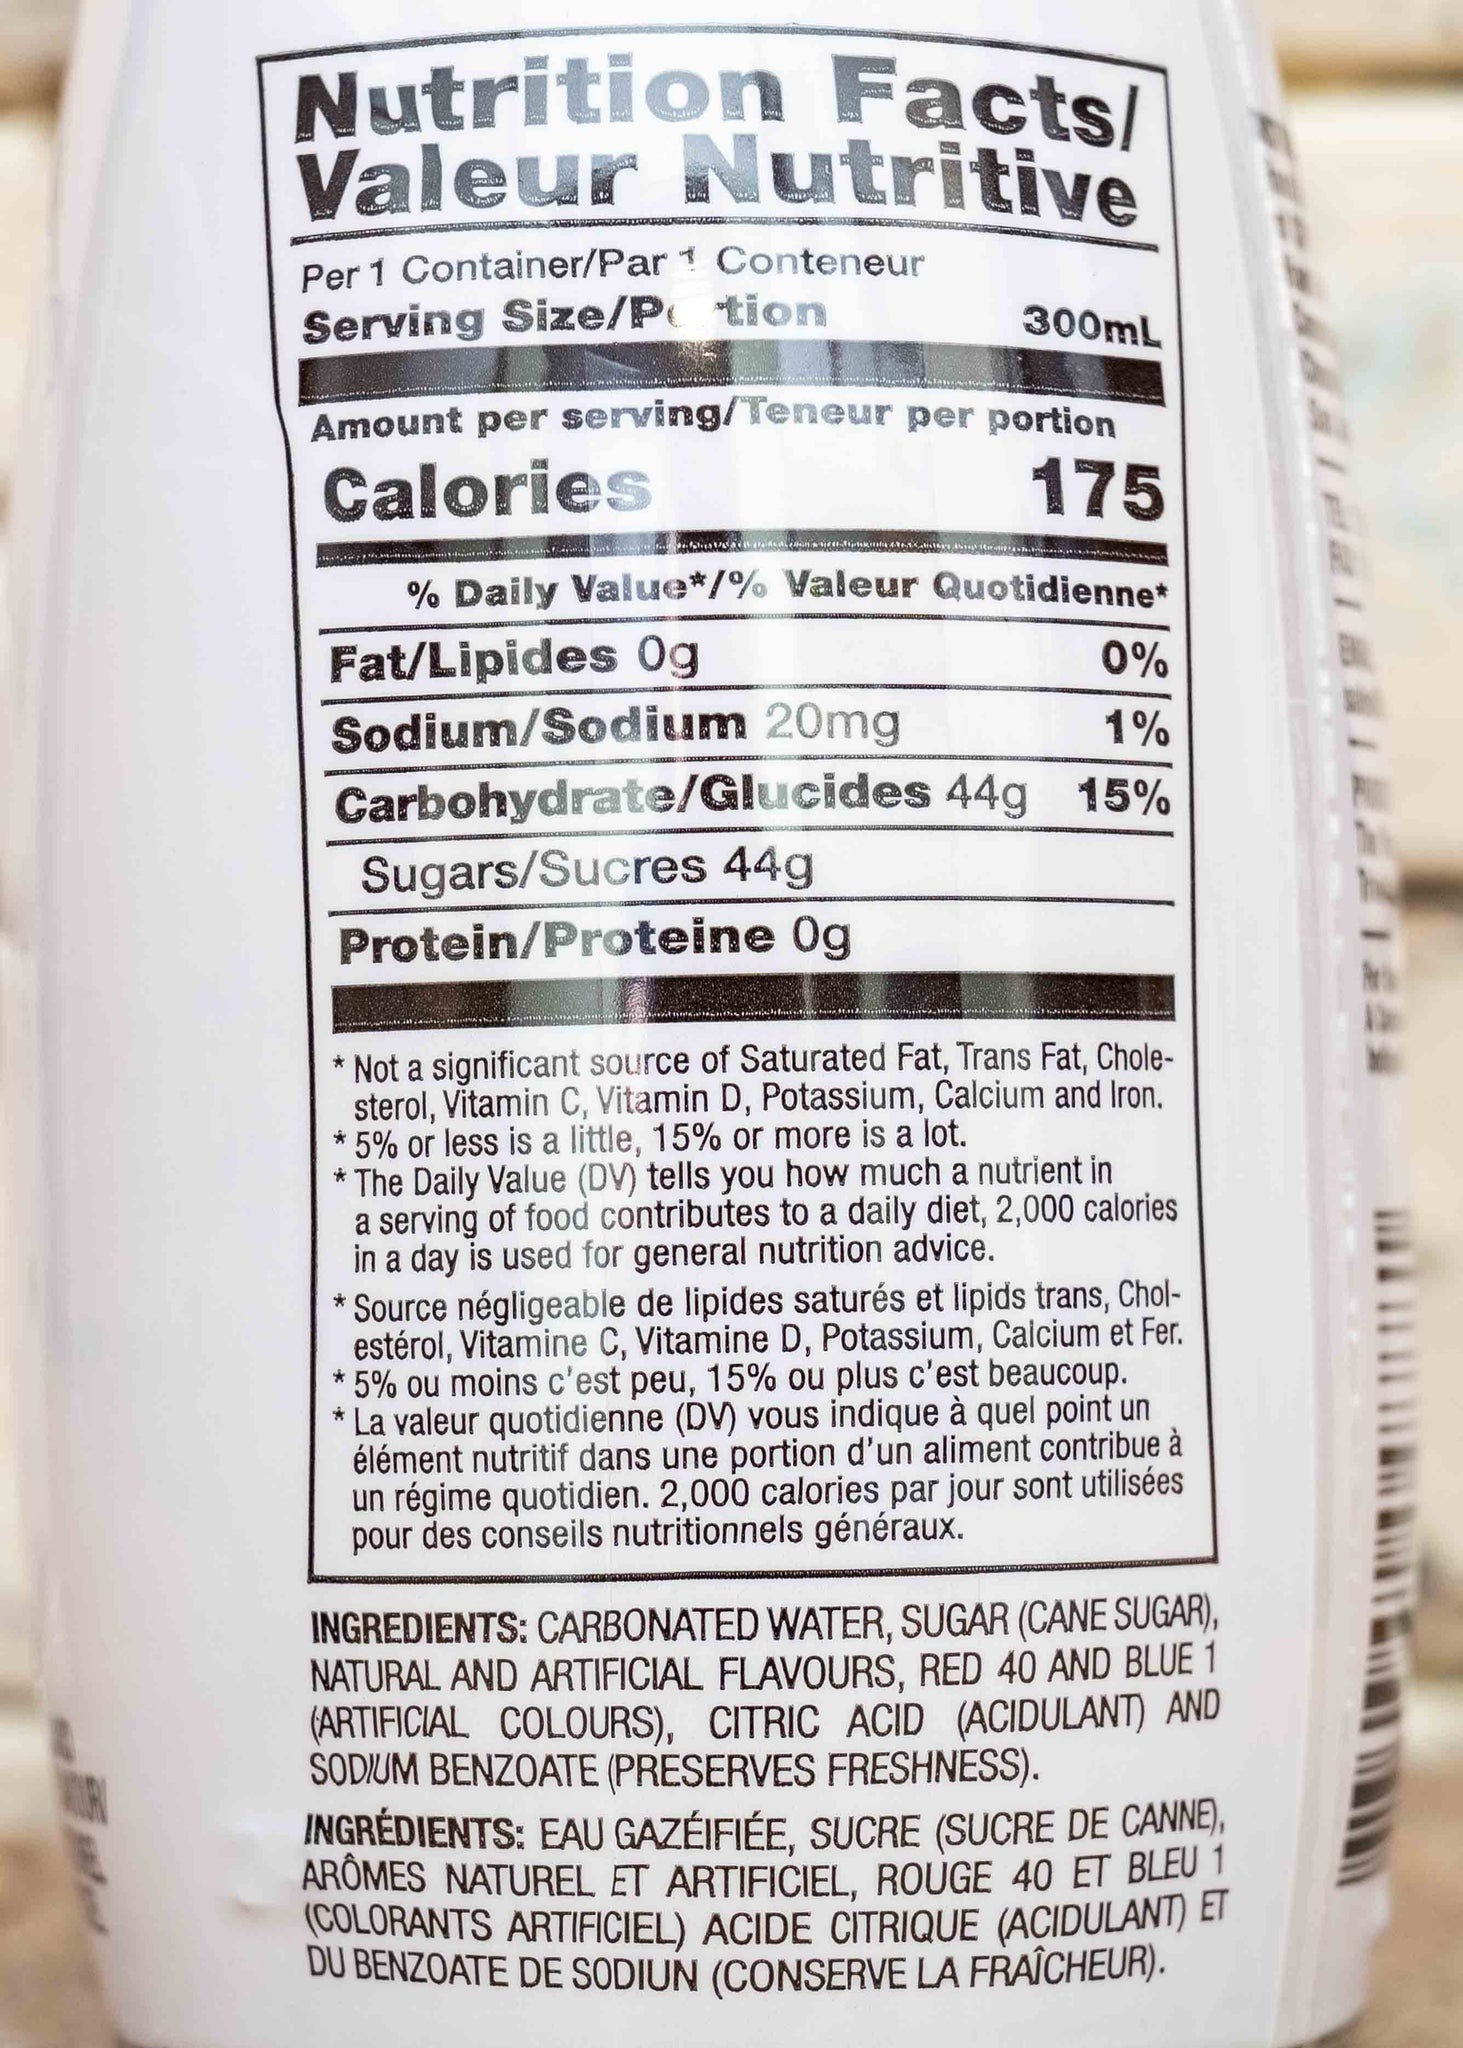 Nutrition Facts/
Valeur Nutritive
Per 1 Container/Par 1 Conteneur
Serving Size/Portion 300mL
Amount per serving/Teneur per portion
Calories 175
% Daily Value*/% Valeur Quotidienne*
Fat/Lipides 0g 0%
Sodium/Sodium 20mg 1%
Carbohydrate/Glucides 44g 15%
Sugars/Sucres 44g
Protein/Proteine 0g
* Not a significant source of Saturated Fat, Trans Fat, Chole-
sterol, Vitamin C, Vitamin D, Potassium, Calcium and Iron.
* 5% or less is a little, 15% or more is a lot.
* The Daily Value (DV) tells you how much a nutrient in
a serving of food contributes to a daily diet, 2,000 calories
in a day is used for general nutrition advice.
* Source négligeable de lipides saturés et lipids trans, Chol-
estérol, Vitamine C, Vitamine D, Potassium, Calcium et Fer.
* 5% ou moins c'est peu, 15% ou plus c'est beaucoup.
* La valeur quotidienne (DV) vous indique à quel point un
élément nutritif dans une portion d'un aliment contribue à
un régime quotidien. 2,000 calories par jour sont utilisées
pour des conseils nutritionnels généraux.
INGREDIENTS: CARBONATED WATER, SUGAR (CANE SUGAR),
NATURAL AND ARTIFICIAL FLAVOURS, RED 40 AND BLUE 1
(ARTIFICIAL COLOURS), CITRIC ACID (ACIDULANT) AND
SODIUM BENZOATE (PRESERVES FRESHNESS).
INGRÉDIENTS: EAU GAZÉIFIÉE, SUCRE (SUCRE DE CANNE),
ARÔMES NATUREL ET ARTIFICIEL, ROUGE 40 ET BLEU 1
(COLORANTS ARTIFICIEL) ACIDE CITRIQUE (ACIDULANT) ET
DU BENZOATE DE SODIUN (CONSERVE LA FRAÎCHEUR).